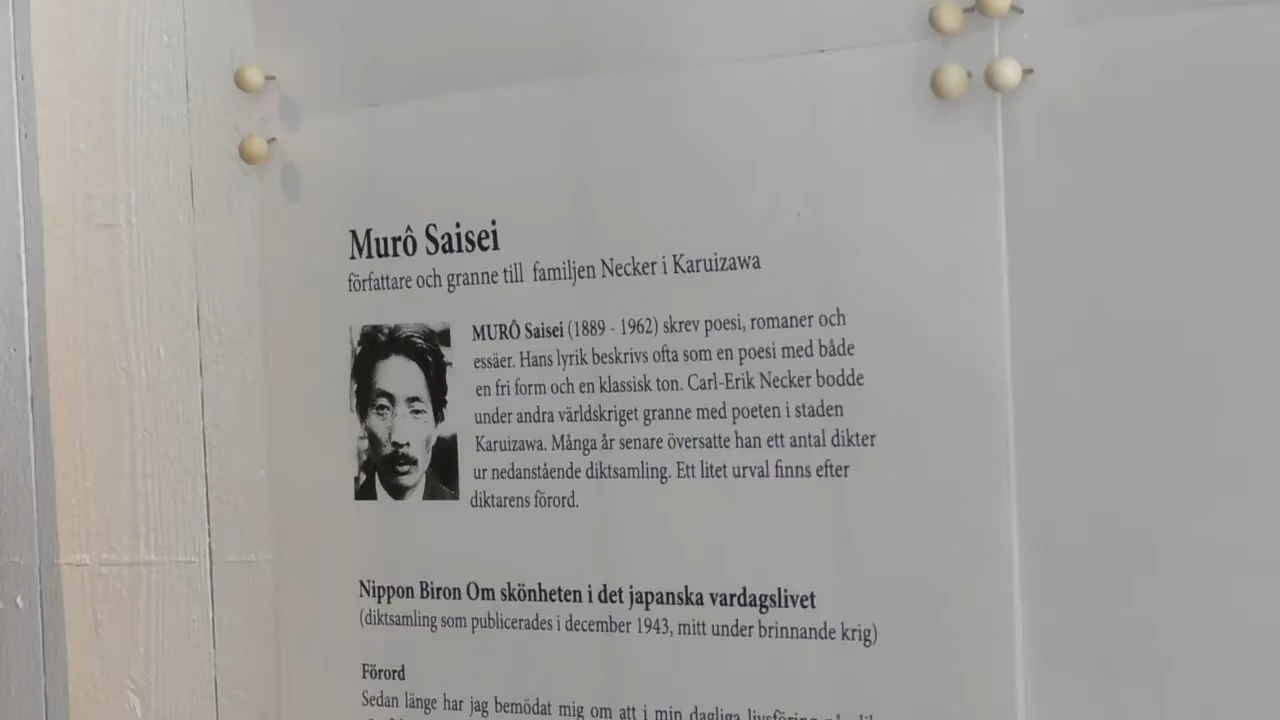 Murô Saisei
författare och granne till familjen Necker i Karuizawa
MURÔ Saisei (1889 - 1962) skrev poesi, romaner och
essäer. Hans lyrik beskrivs ofta som en poesi med både
en fri form och en klassisk ton. Carl-Erik Necker bodde
under andra världskriget granne med poeten i staden
Karuizawa. Många år senare översatte han ett antal dikter
ur nedanstående diktsamling. Ett litet urval finns efter
diktarens förord.
Nippon Biron Om skönheten i det japanska vardagslivet
(diktsamling som publicerades i december 1943, mitt under brinnande krig)
Förord
Sedan länge har jag bemödat mig om att i min dagliga livsföring